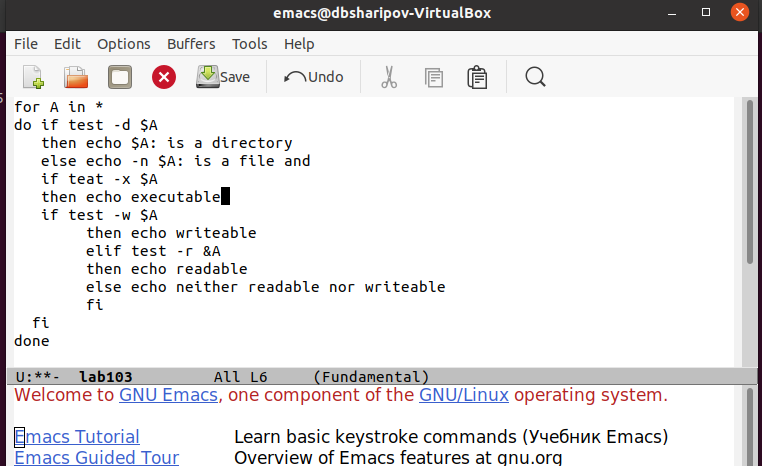 emacs@dbsharipov-VirtualBox
File Edit Options Buffers Tools Help
Save Undo
for A in *
do if test -d $A
   then echo $A: is a directory
   else echo -n $A: is a file and
   if teat -x $A
   then echo executable
   if test -w $A
        then echo writeable
        elif test -r &A
        then echo readable
        else echo neither readable nor writeable
        fi
  fi
done
U:**-  lab103         All L6     (Fundamental)
Welcome to GNU Emacs, one component of the GNU/Linux operating system.
Emacs Tutorial Learn basic keystroke commands (Учебник Emacs)
Emacs Guided Tour Overview of Emacs features at gnu.org